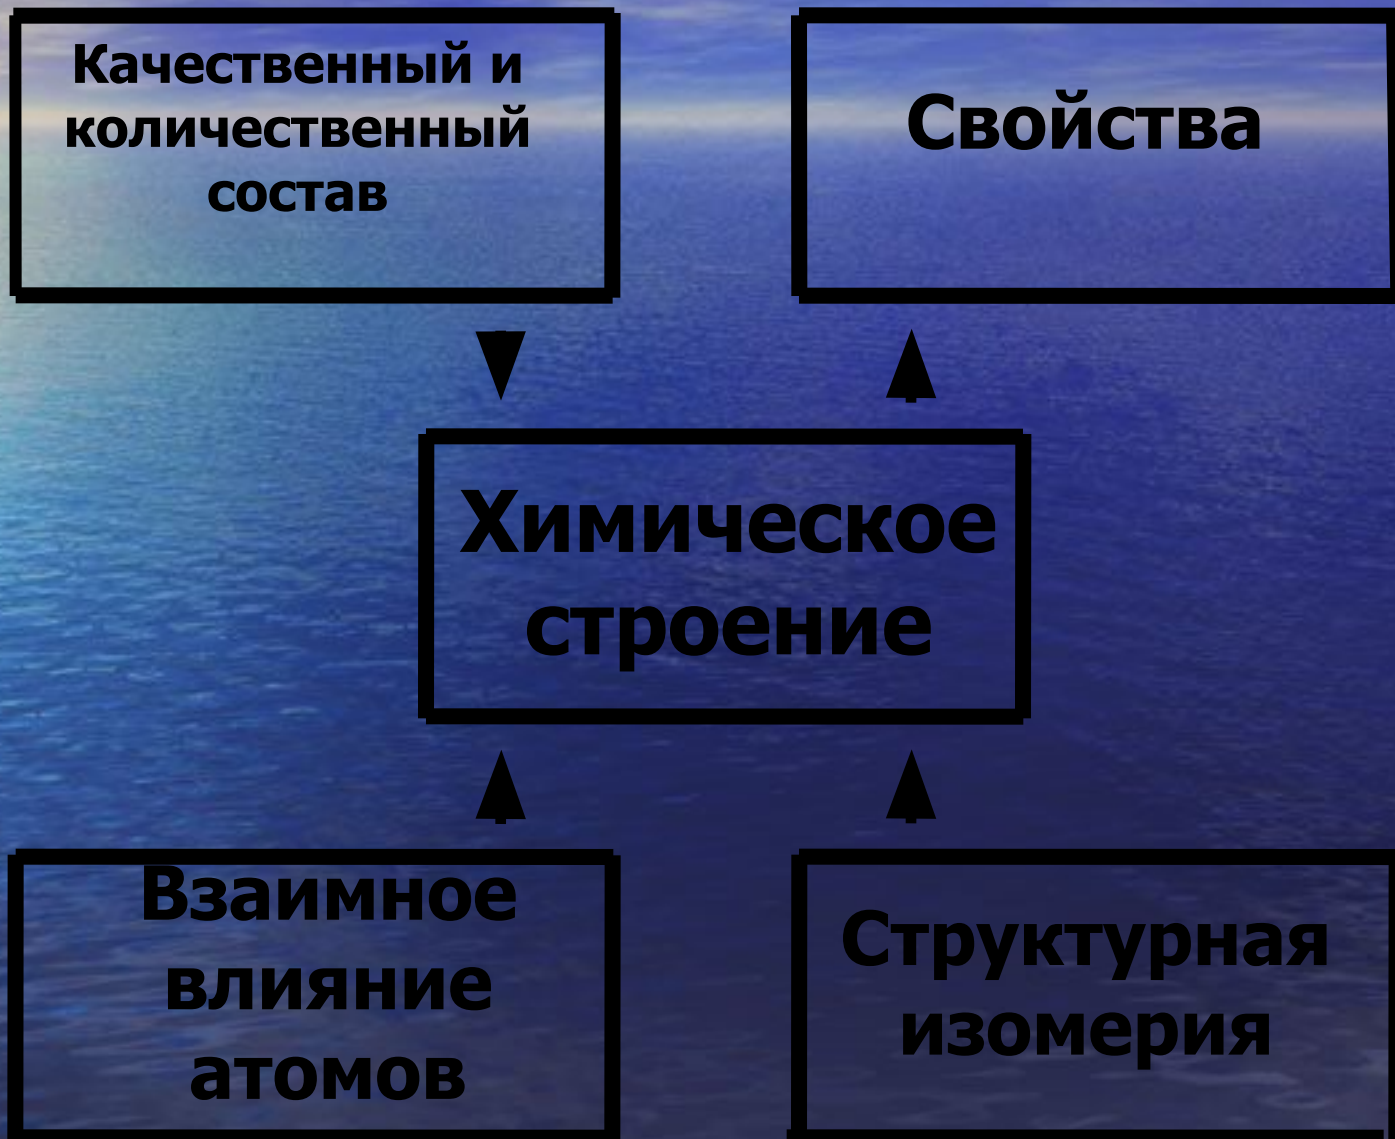 Качественный и
количественный
состав
Свойства
Химическое
строение
Взаимное
влияние
атомов
Структурная
изомерия